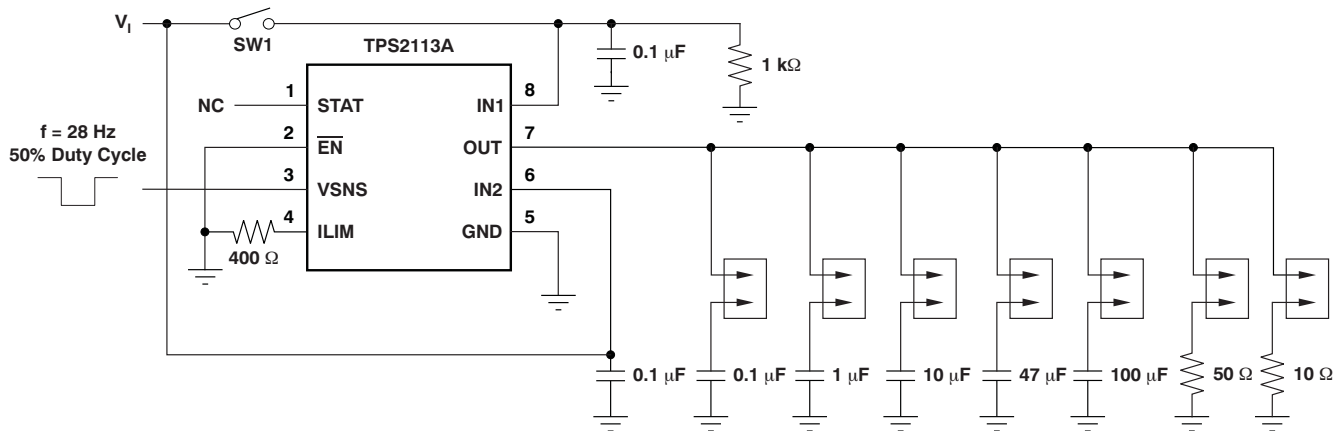 V_I
SW1
TPS2113A
0.1 μF
1 kΩ
NC
1 STAT
IN1 8
f = 28 Hz
50% Duty Cycle
2 E̅N̅
OUT 7
3 VSNS
IN2 6
4 ILIM
GND 5
400 Ω
0.1 μF
0.1 μF
1 μF
10 μF
47 μF
100 μF
50 Ω
10 Ω